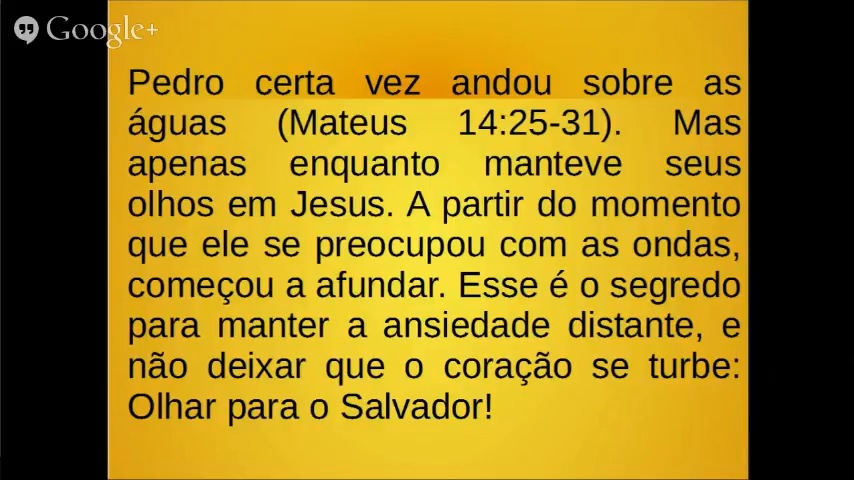 Google+
Pedro certa vez andou sobre as
águas (Mateus 14:25-31). Mas
apenas enquanto manteve seus
olhos em Jesus. A partir do momento
que ele se preocupou com as ondas,
começou a afundar. Esse é o segredo
para manter a ansiedade distante, e
não deixar que o coração se turbe:
Olhar para o Salvador!